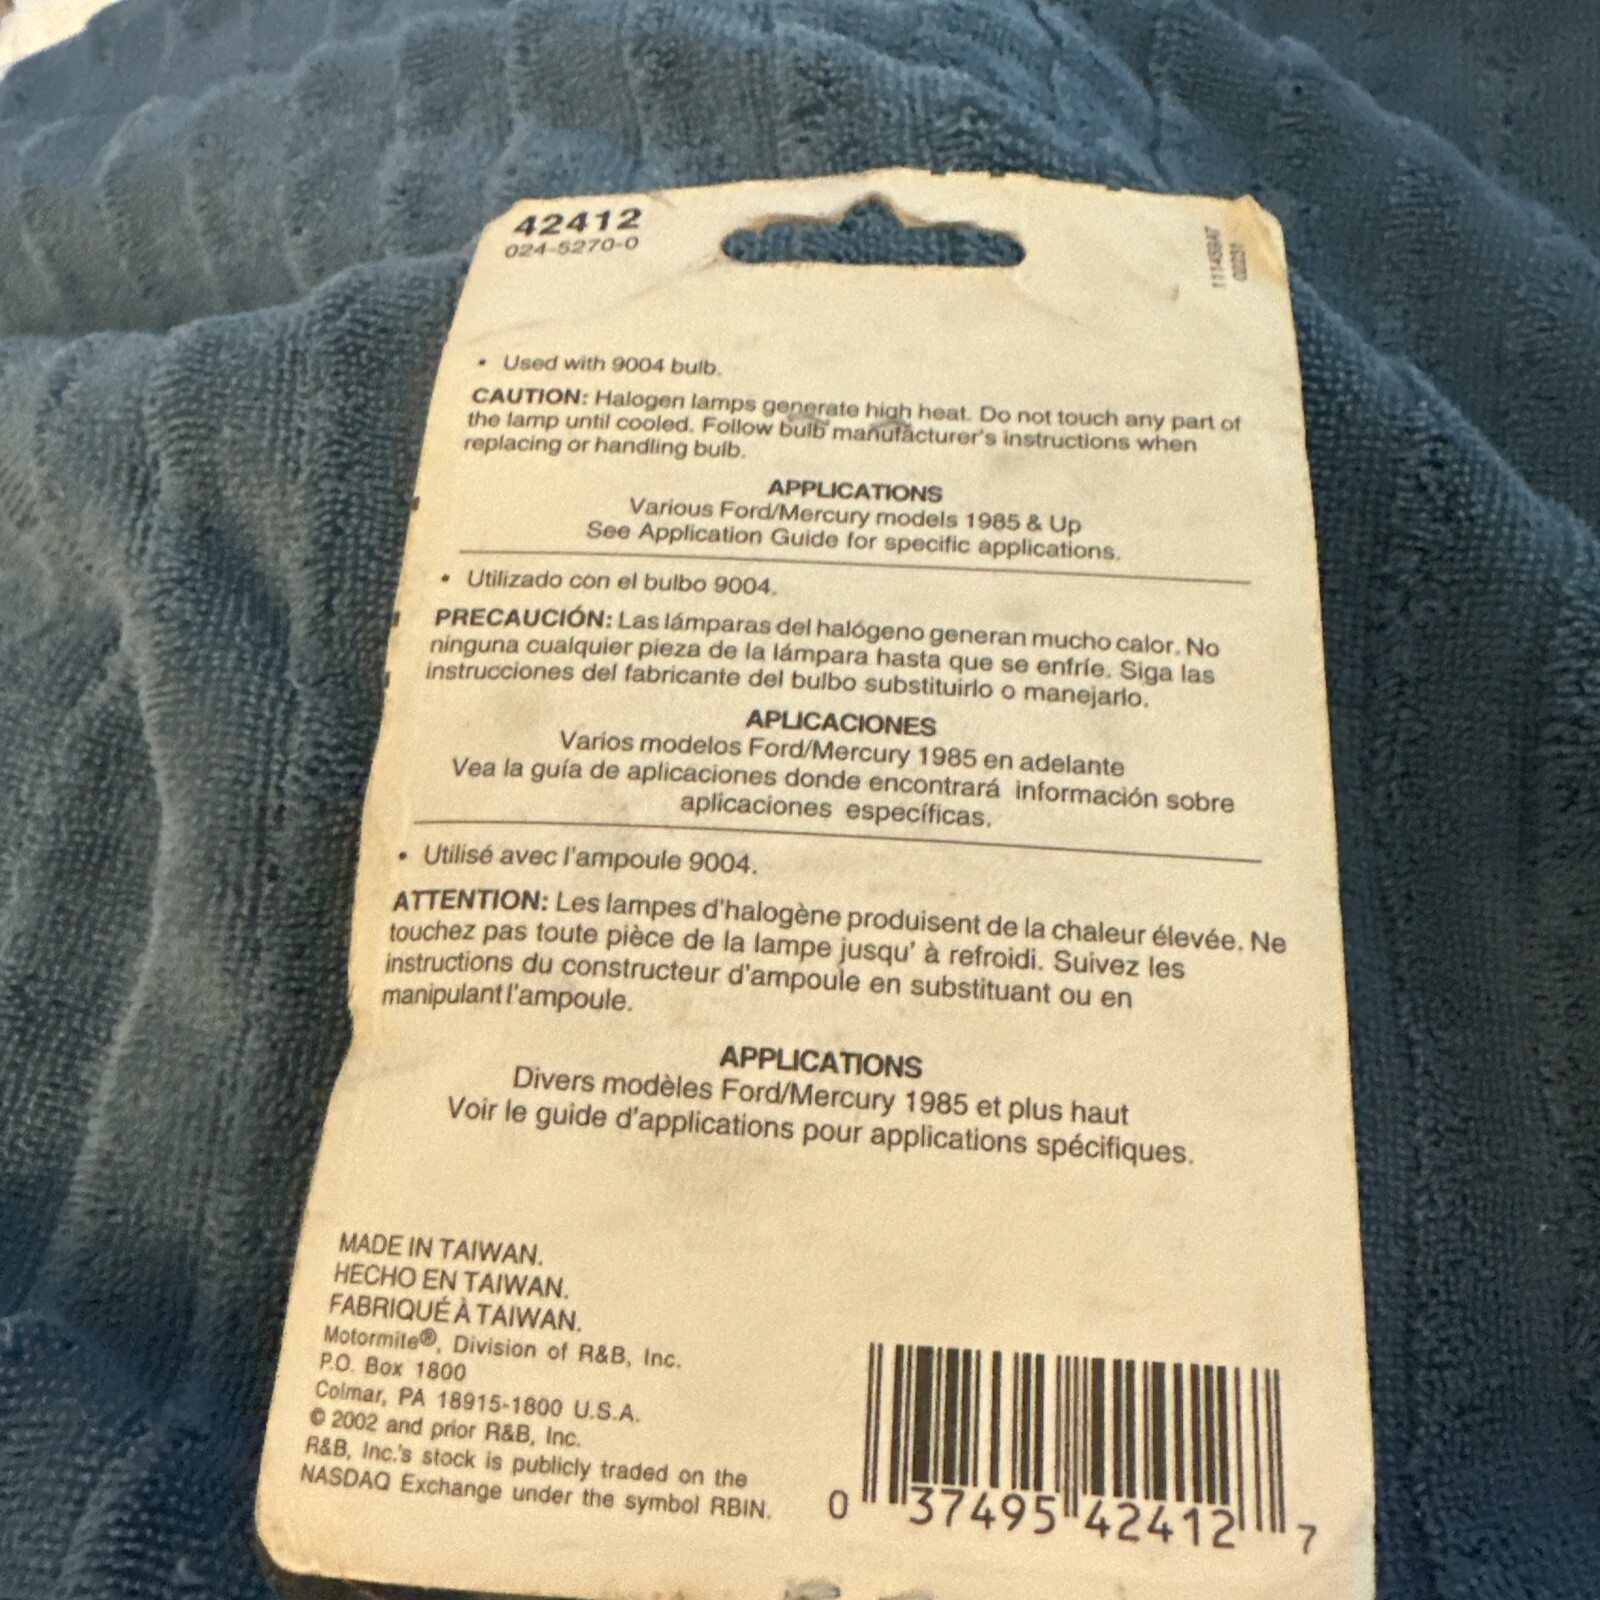 42412
024-5270-0
• Used with 9004 bulb.
CAUTION: Halogen lamps generate high heat. Do not touch any part of
the lamp until cooled. Follow bulb manufacturer's instructions when
replacing or handling bulb.
APPLICATIONS
Various Ford/Mercury models 1985 & Up
See Application Guide for specific applications.
• Utilizado con el bulbo 9004.
PRECAUCIÓN: Las lámparas del halógeno generan mucho calor. No
ninguna cualquier pieza de la lámpara hasta que se enfríe. Siga las
instrucciones del fabricante del bulbo substituirlo o manejarlo.
APLICACIONES
Varios modelos Ford/Mercury 1985 en adelante
Vea la guía de aplicaciones donde encontrará información sobre
aplicaciones específicas.
• Utilisé avec l'ampoule 9004.
ATTENTION: Les lampes d'halogène produisent de la chaleur élevée. Ne
touchez pas toute pièce de la lampe jusqu' à refroidi. Suivez les
instructions du constructeur d'ampoule en substituant ou en
manipulant l'ampoule.
APPLICATIONS
Divers modèles Ford/Mercury 1985 et plus haut
Voir le guide d'applications pour applications spécifiques.
MADE IN TAIWAN.
HECHO EN TAIWAN.
FABRIQUÉ À TAIWAN.
Motormite®, Division of R&B, Inc.
P.O. Box 1800
Colmar, PA 18915-1800 U.S.A.
© 2002 and prior R&B, Inc.
R&B, Inc.'s stock is publicly traded on the
NASDAQ Exchange under the symbol RBIN.
0 37495 42412 7